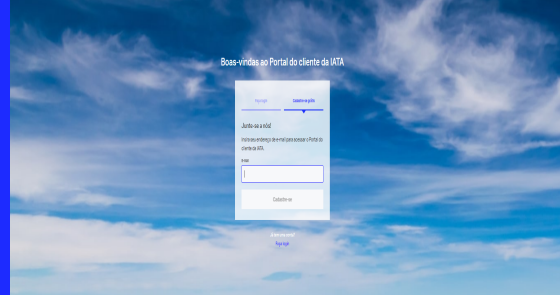 Boas-vindas ao Portal do cliente da IATA
Faça login
Cadastre-se grátis
Junte-se a nós!
Insira seu endereço de e-mail para acessar o Portal do
cliente da IATA.
E-mail
Cadastre-se
Faça login